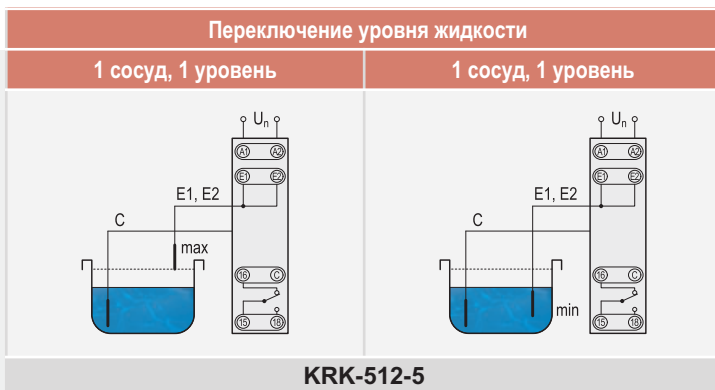 Переключение уровня жидкости
1 сосуд, 1 уровень
1 сосуд, 1 уровень
Un
A1 A2
E1 E2
E1, E2
C
max
16 C
15 18
Un
A1 A2
E1 E2
E1, E2
C
min
16 C
15 18
KRK-512-5